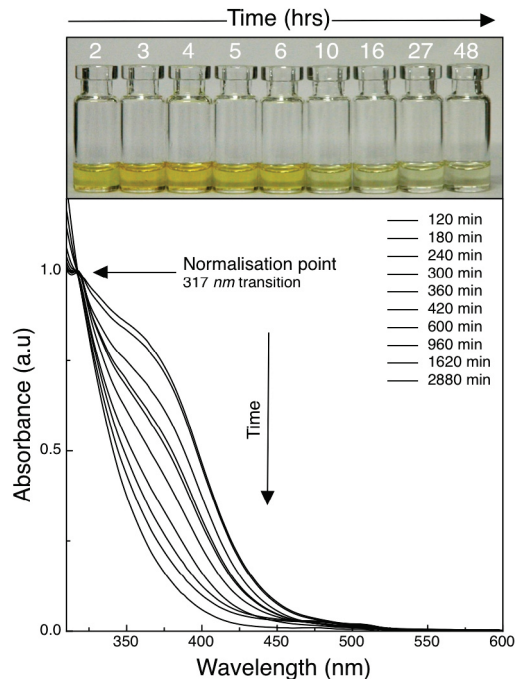 Time (hrs)
2 3 4 5 6 10 16 27 48
120 min
180 min
240 min
300 min
360 min
420 min
600 min
960 min
1620 min
2880 min
Normalisation point
317 nm transition
Time
1.0
0.5
0.0
Absorbance (a.u)
350 400 450 500 550 600
Wavelength (nm)